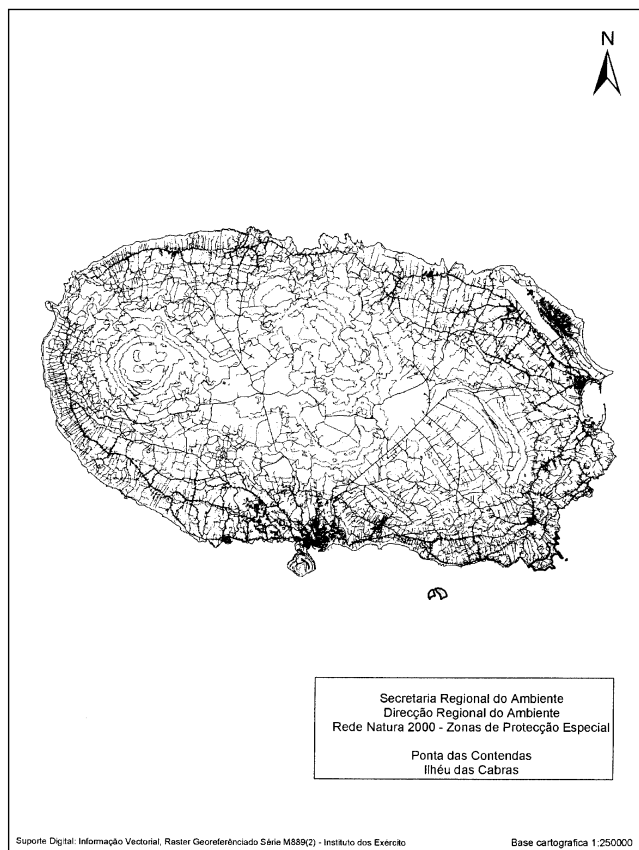 N
Secretaria Regional do Ambiente
Direcção Regional do Ambiente
Rede Natura 2000 - Zonas de Protecção Especial
Ponta das Contendas
Ilhéu das Cabras
Suporte Digital: Informação Vectorial, Raster Georeferênciado Série M889(2) - Instituto dos Exército
Base cartografica 1:250000